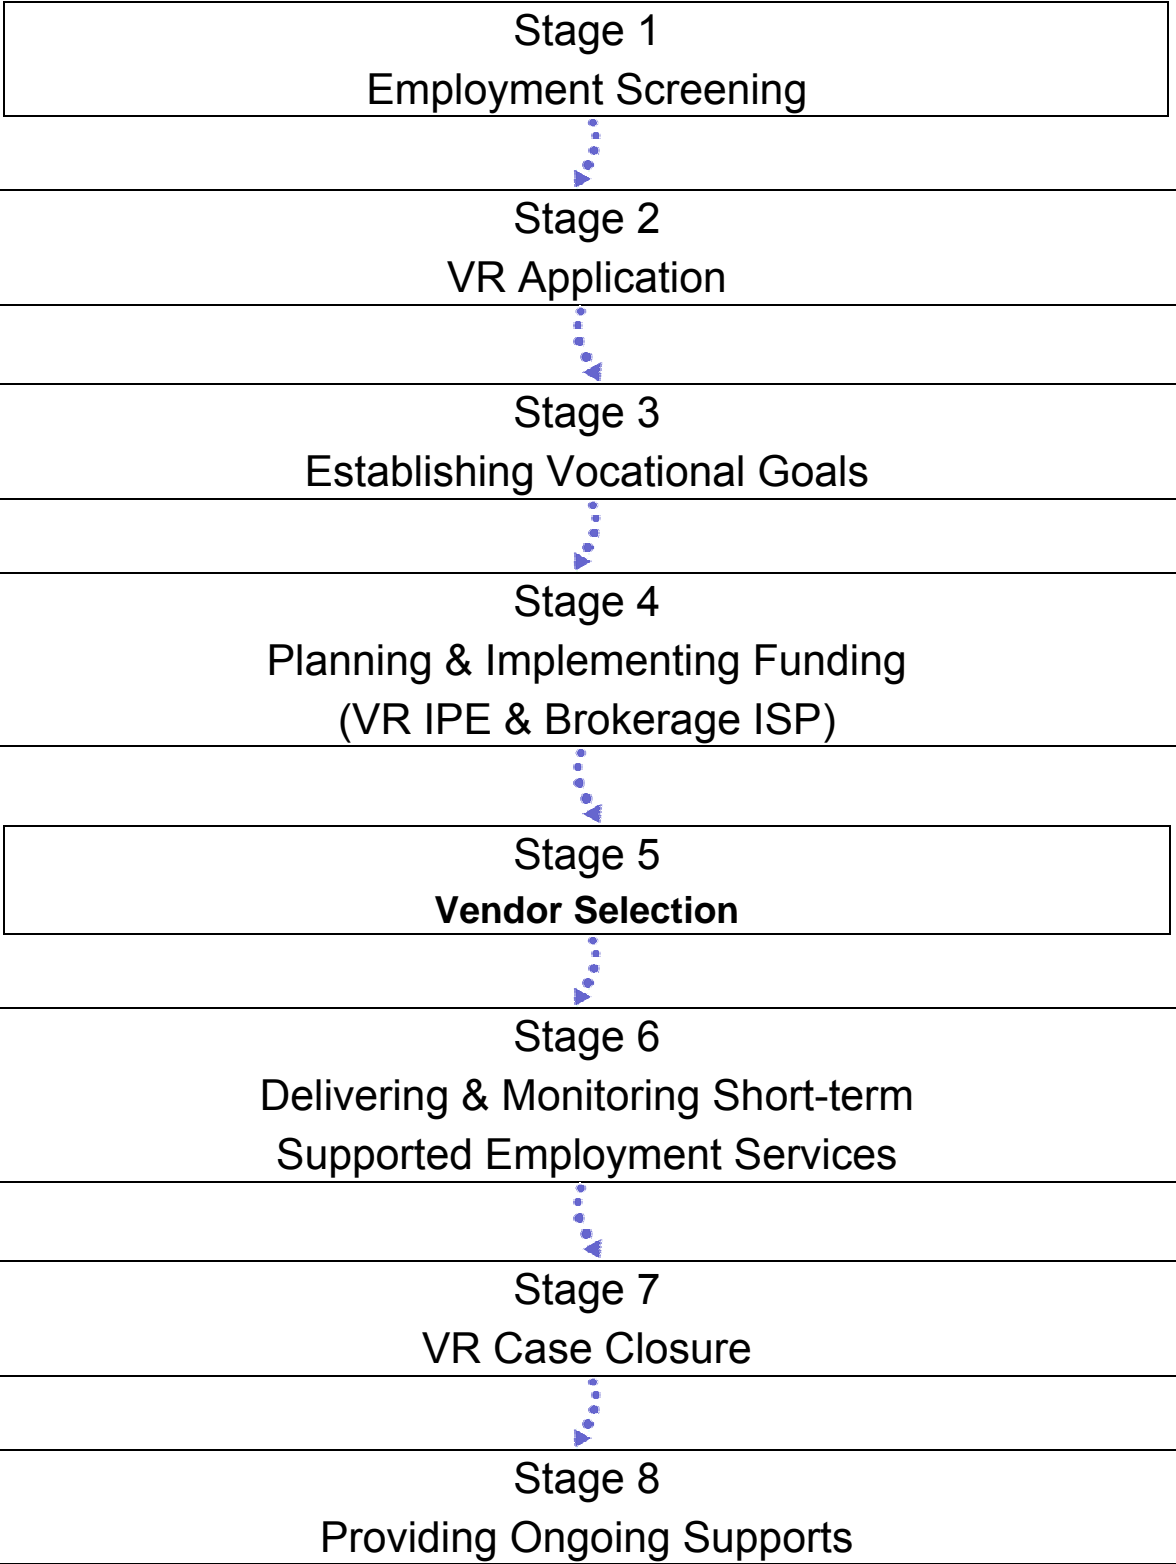 Stage 1
Employment Screening
Stage 2
VR Application
Stage 3
Establishing Vocational Goals
Stage 4
Planning & Implementing Funding
(VR IPE & Brokerage ISP)
Stage 5
Vendor Selection
Stage 6
Delivering & Monitoring Short-term
Supported Employment Services
Stage 7
VR Case Closure
Stage 8
Providing Ongoing Supports